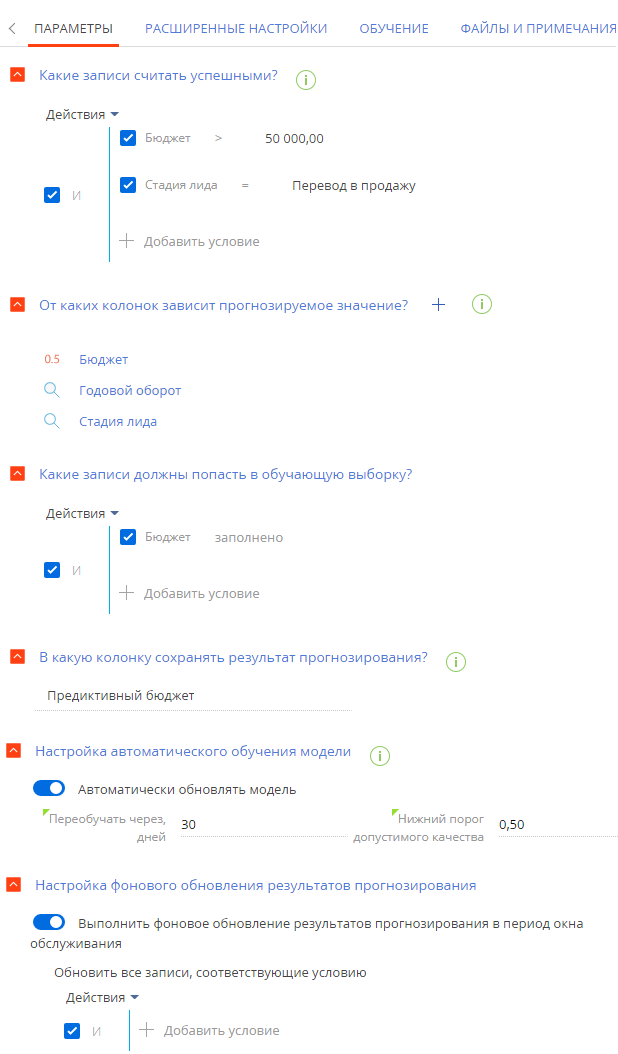 ПАРАМЕТРЫ РАСШИРЕННЫЕ НАСТРОЙКИ ОБУЧЕНИЕ ФАЙЛЫ И ПРИМЕЧАНИЯ
Какие записи считать успешными?
Действия
Бюджет > 50 000,00
И
Стадия лида = Перевод в продажу
Добавить условие
От каких колонок зависит прогнозируемое значение?
0.5 Бюджет
Годовой оборот
Стадия лида
Какие записи должны попасть в обучающую выборку?
Действия
Бюджет заполнено
И
Добавить условие
В какую колонку сохранять результат прогнозирования?
Предиктивный бюджет
Настройка автоматического обучения модели
Автоматически обновлять модель
Переобучать через, дней 30
Нижний порог допустимого качества 0,50
Настройка фонового обновления результатов прогнозирования
Выполнить фоновое обновление результатов прогнозирования в период окна
обслуживания
Обновить все записи, соответствующие условию
Действия
И Добавить условие